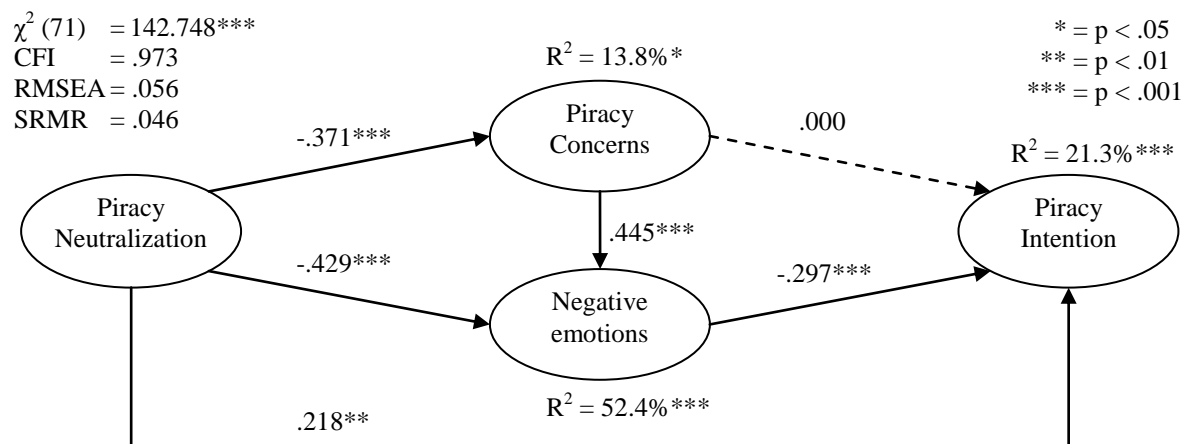 χ² (71) = 142.748***
CFI = .973
RMSEA = .056
SRMR = .046
* = p < .05
** = p < .01
*** = p < .001
R² = 13.8%*
Piracy
Concerns
-.371***
.000
R² = 21.3%***
Piracy
Neutralization
Piracy
Intention
.445***
-.429***
-.297***
Negative
emotions
R² = 52.4%***
.218**